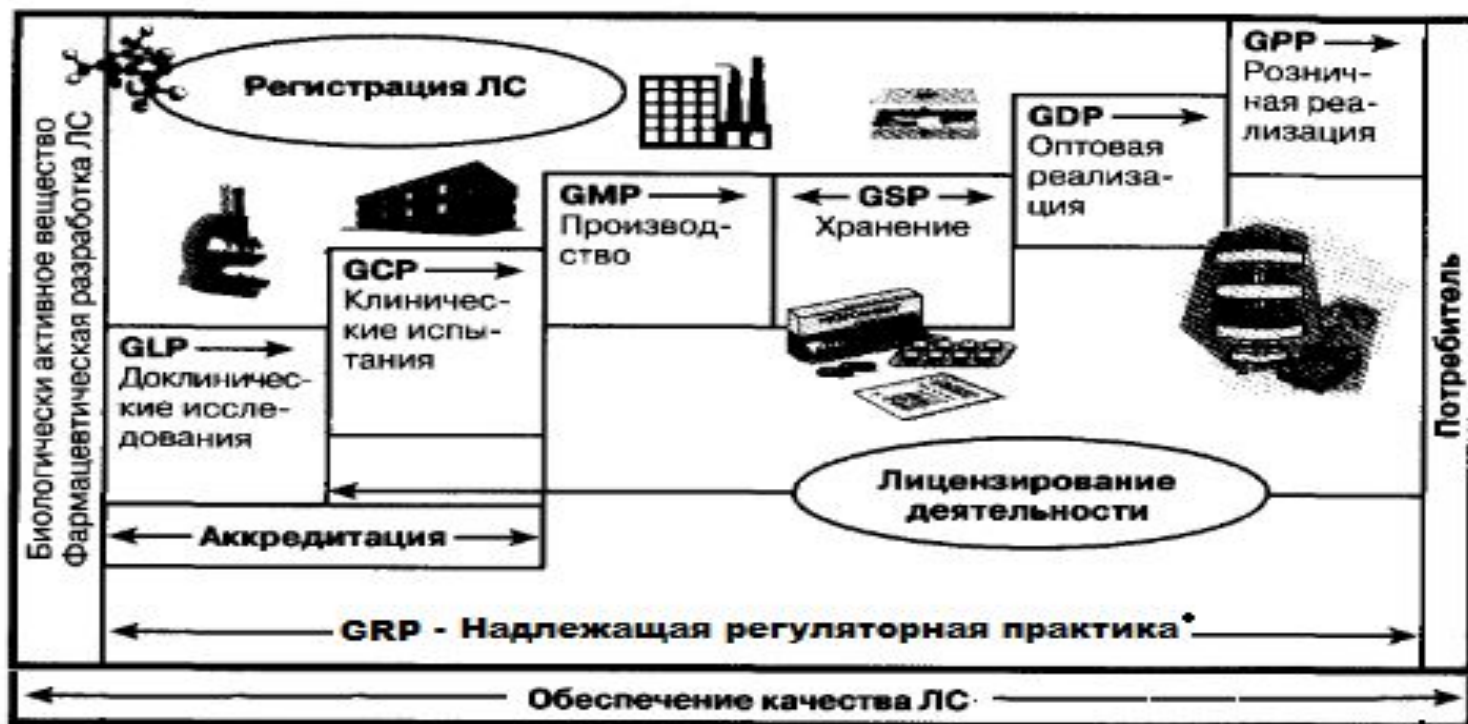 Биологически активное вещество
Фармацевтическая разработка ЛС
Регистрация ЛС
GLP
Доклиничес-
кие иссле-
дования
GCP
Клиничес-
кие испы-
тания
GMP
Производ-
ство
GSP
Хранение
GDP
Оптовая
реализа-
ция
GPP
Рознич-
ная реа-
лизация
Потребитель
Лицензирование
деятельности
Аккредитация
GRP - Надлежащая регуляторная практика*
Обеспечение качества ЛС